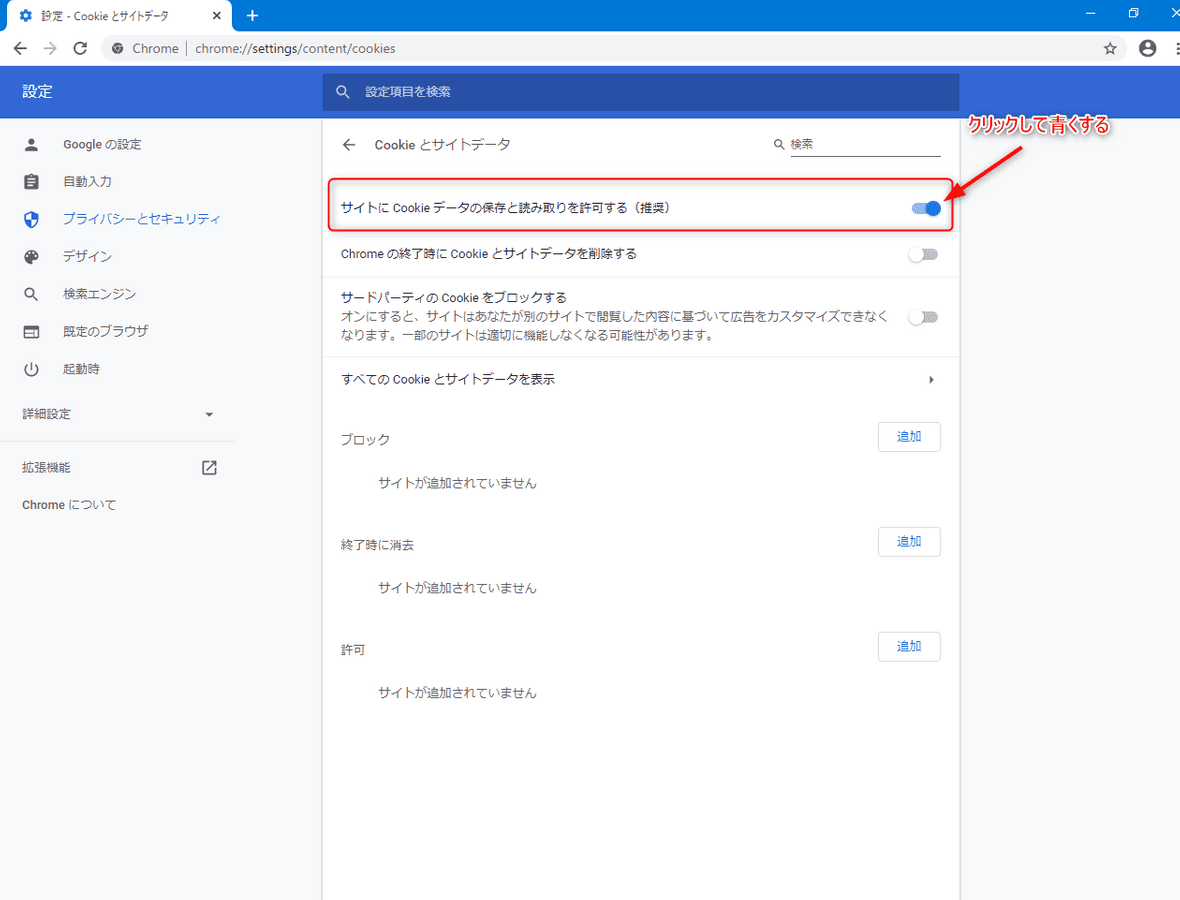 設定 - Cookie とサイトデータ
Chrome
chrome://settings/content/cookies
設定
設定項目を検索
クリックして青くする
Google の設定
自動入力
プライバシーとセキュリティ
デザイン
検索エンジン
既定のブラウザ
起動時
詳細設定
拡張機能
Chrome について
Cookie とサイトデータ
検索
サイトに Cookie データの保存と読み取りを許可する（推奨）
Chrome の終了時に Cookie とサイトデータを削除する
サードパーティの Cookie をブロックする
オンにすると、サイトはあなたが別のサイトで閲覧した内容に基づいて広告をカスタマイズできなく
なります。一部のサイトは適切に機能しなくなる可能性があります。
すべての Cookie とサイトデータを表示
ブロック
追加
サイトが追加されていません
終了時に消去
追加
サイトが追加されていません
許可
追加
サイトが追加されていません